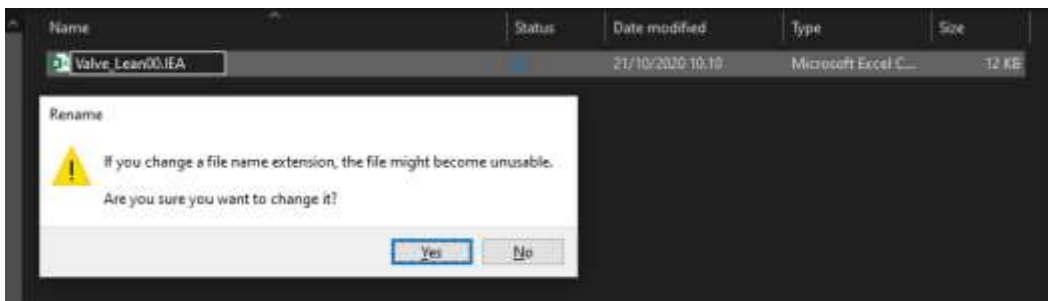 Name Status Date modified Type Size
Valve_Lean00.IEA 21/10/2020 10.10 Microsoft Excel C... 12 KB
Rename
If you change a file name extension, the file might become unusable.
Are you sure you want to change it?
Yes No